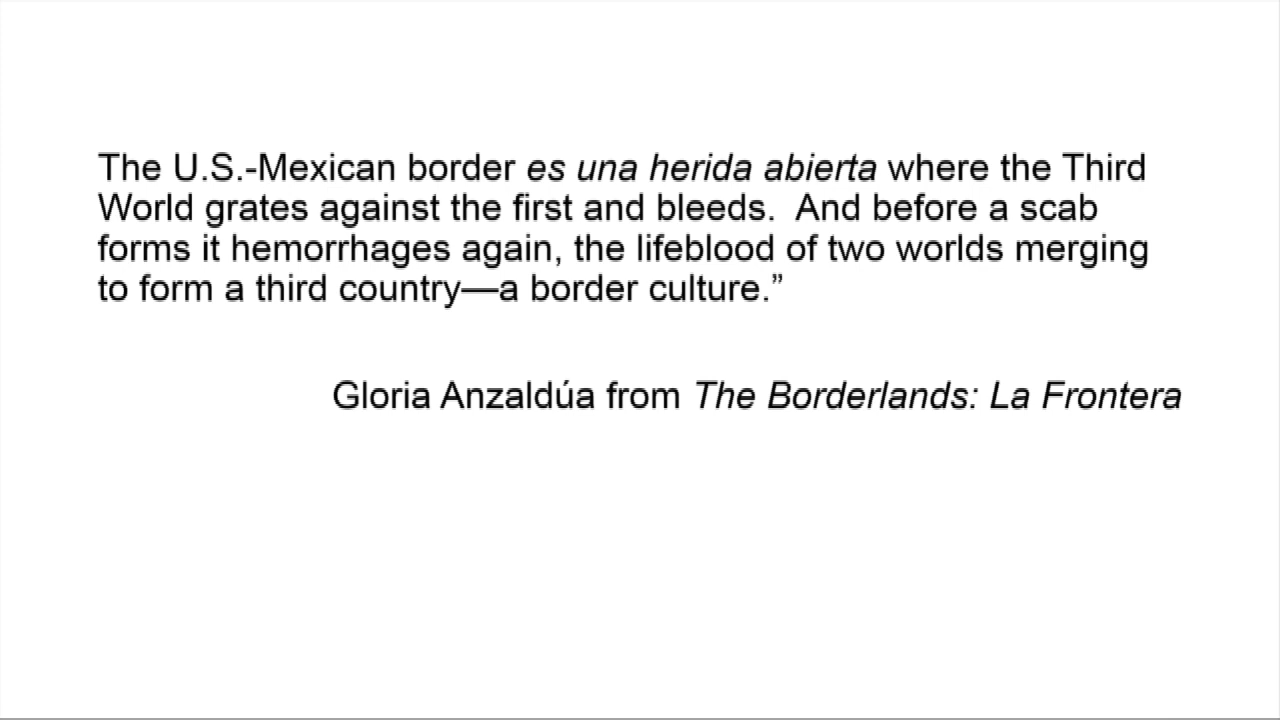 The U.S.-Mexican border es una herida abierta where the Third
World grates against the first and bleeds.  And before a scab
forms it hemorrhages again, the lifeblood of two worlds merging
to form a third country—a border culture.”
Gloria Anzaldúa from The Borderlands: La Frontera